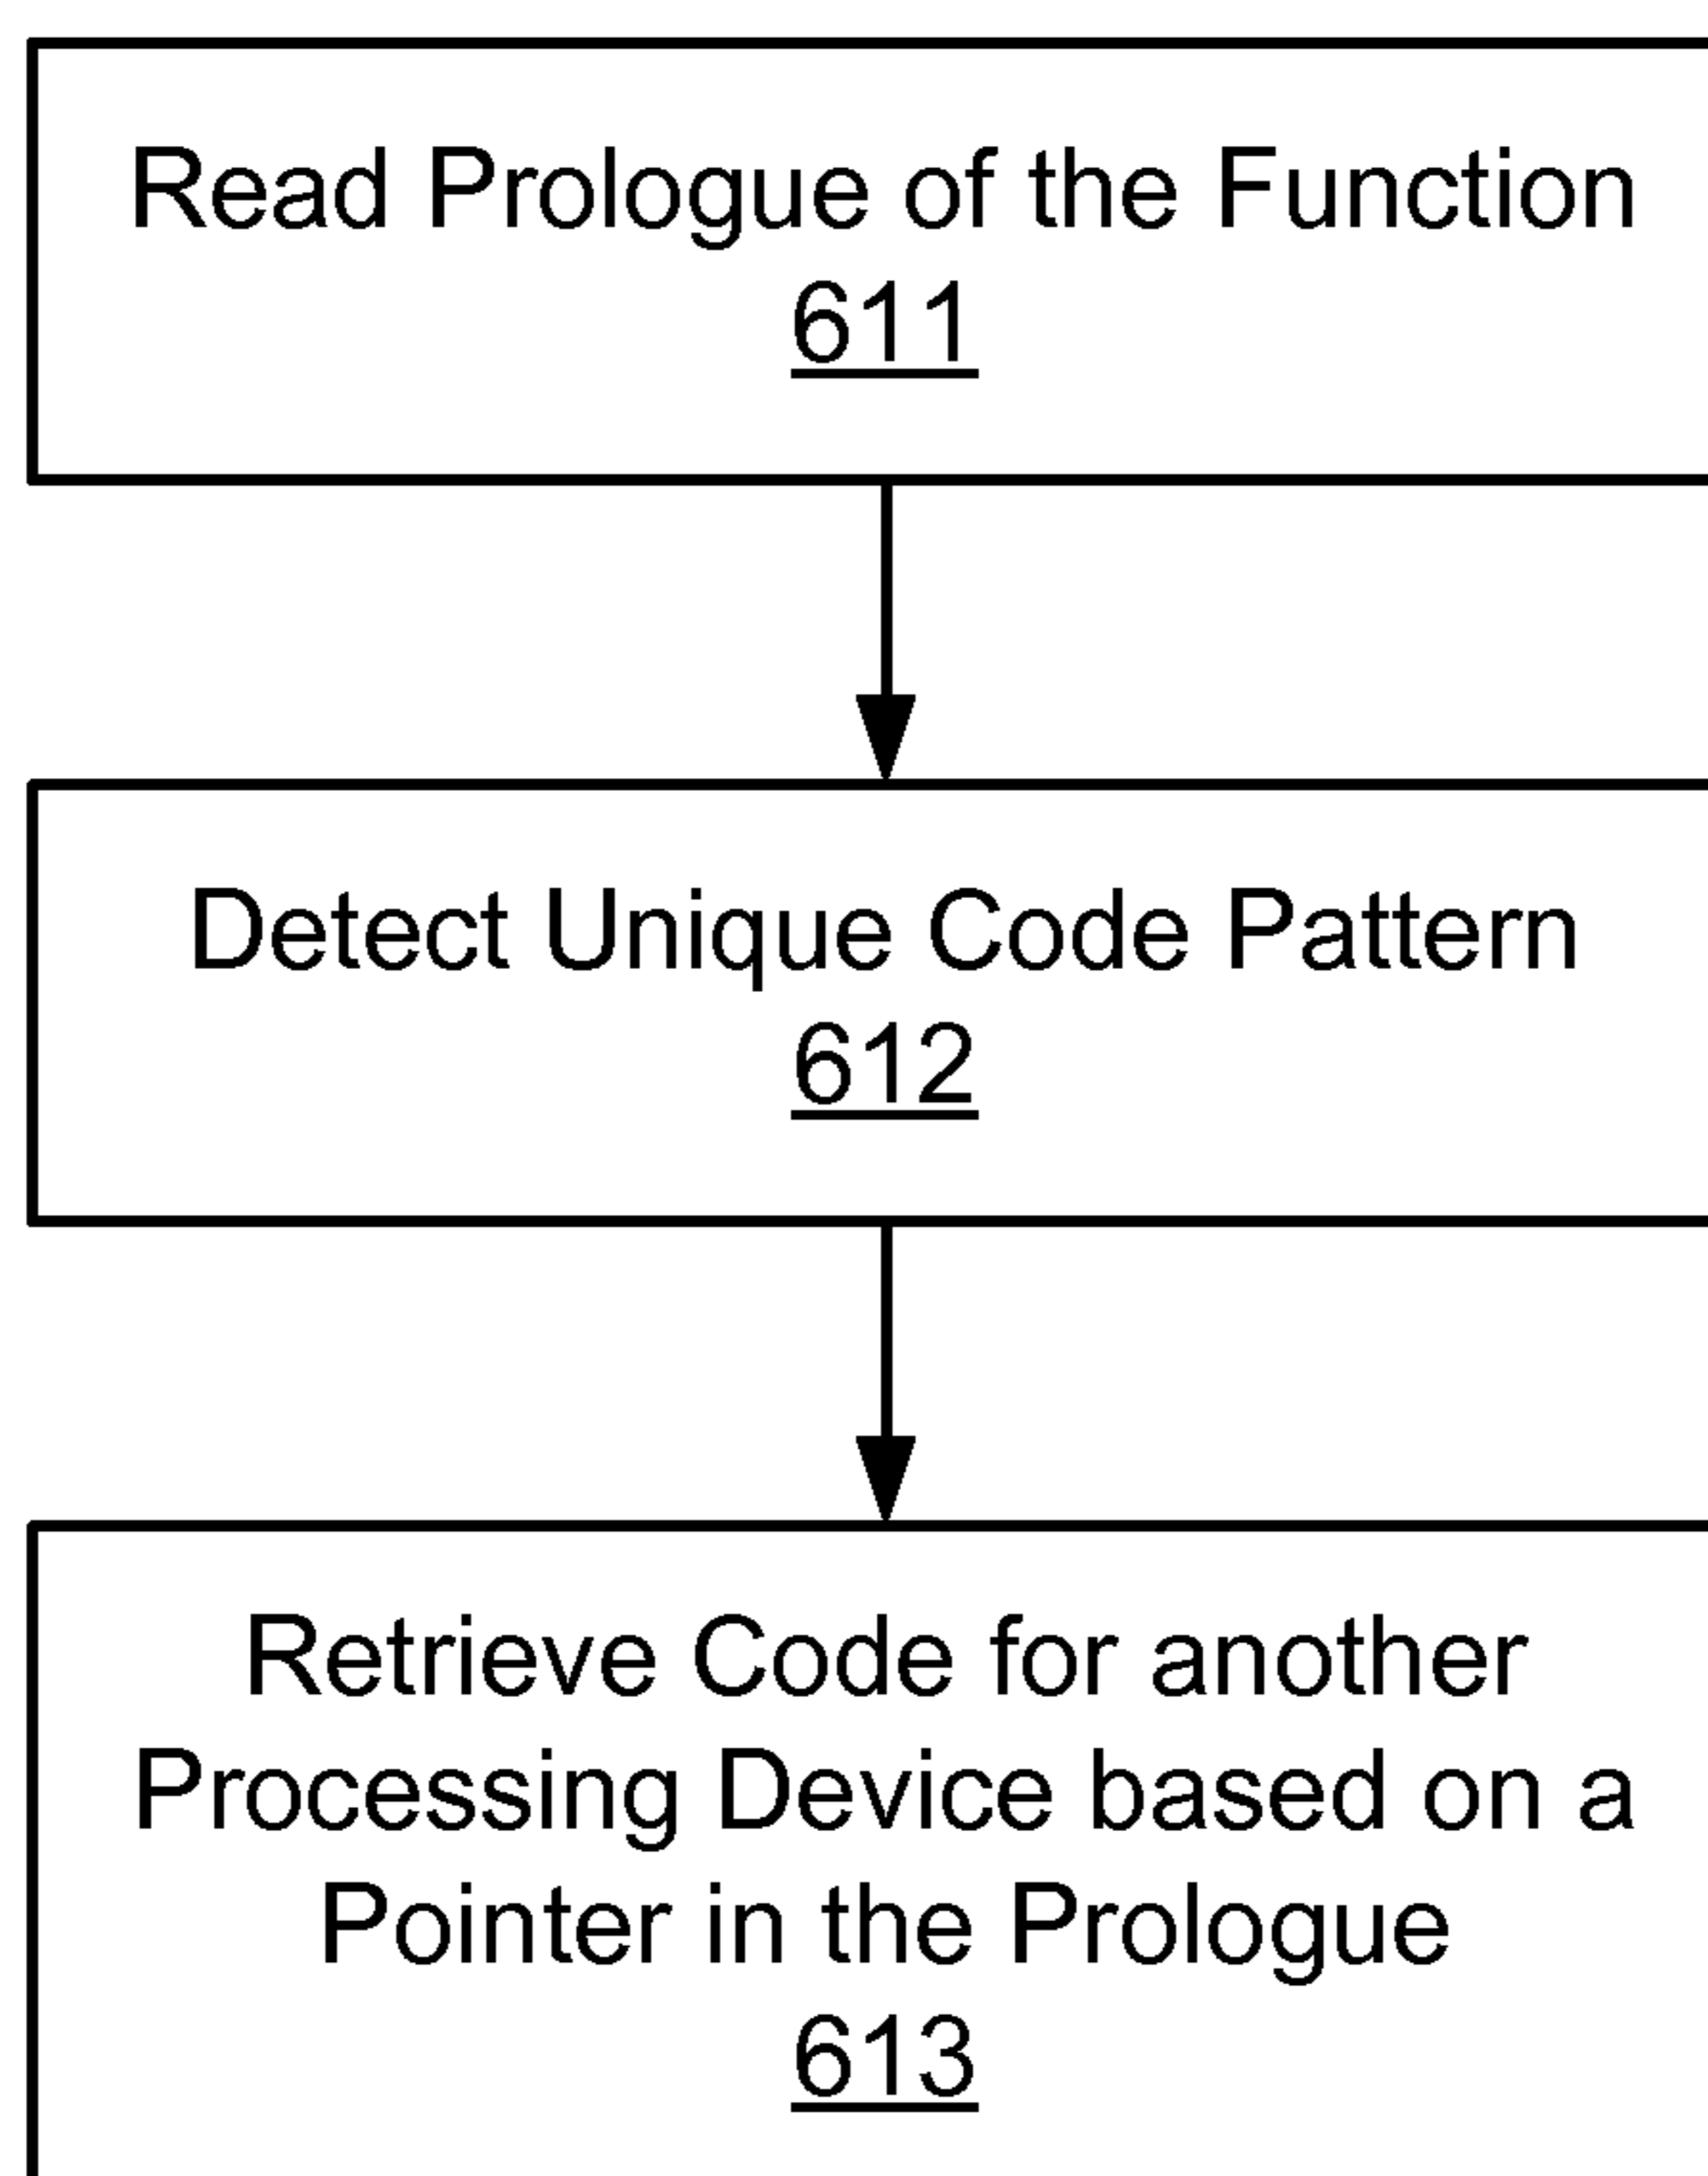 Read Prologue of the Function
611
Detect Unique Code Pattern
612
Retrieve Code for another
Processing Device based on a
Pointer in the Prologue
613